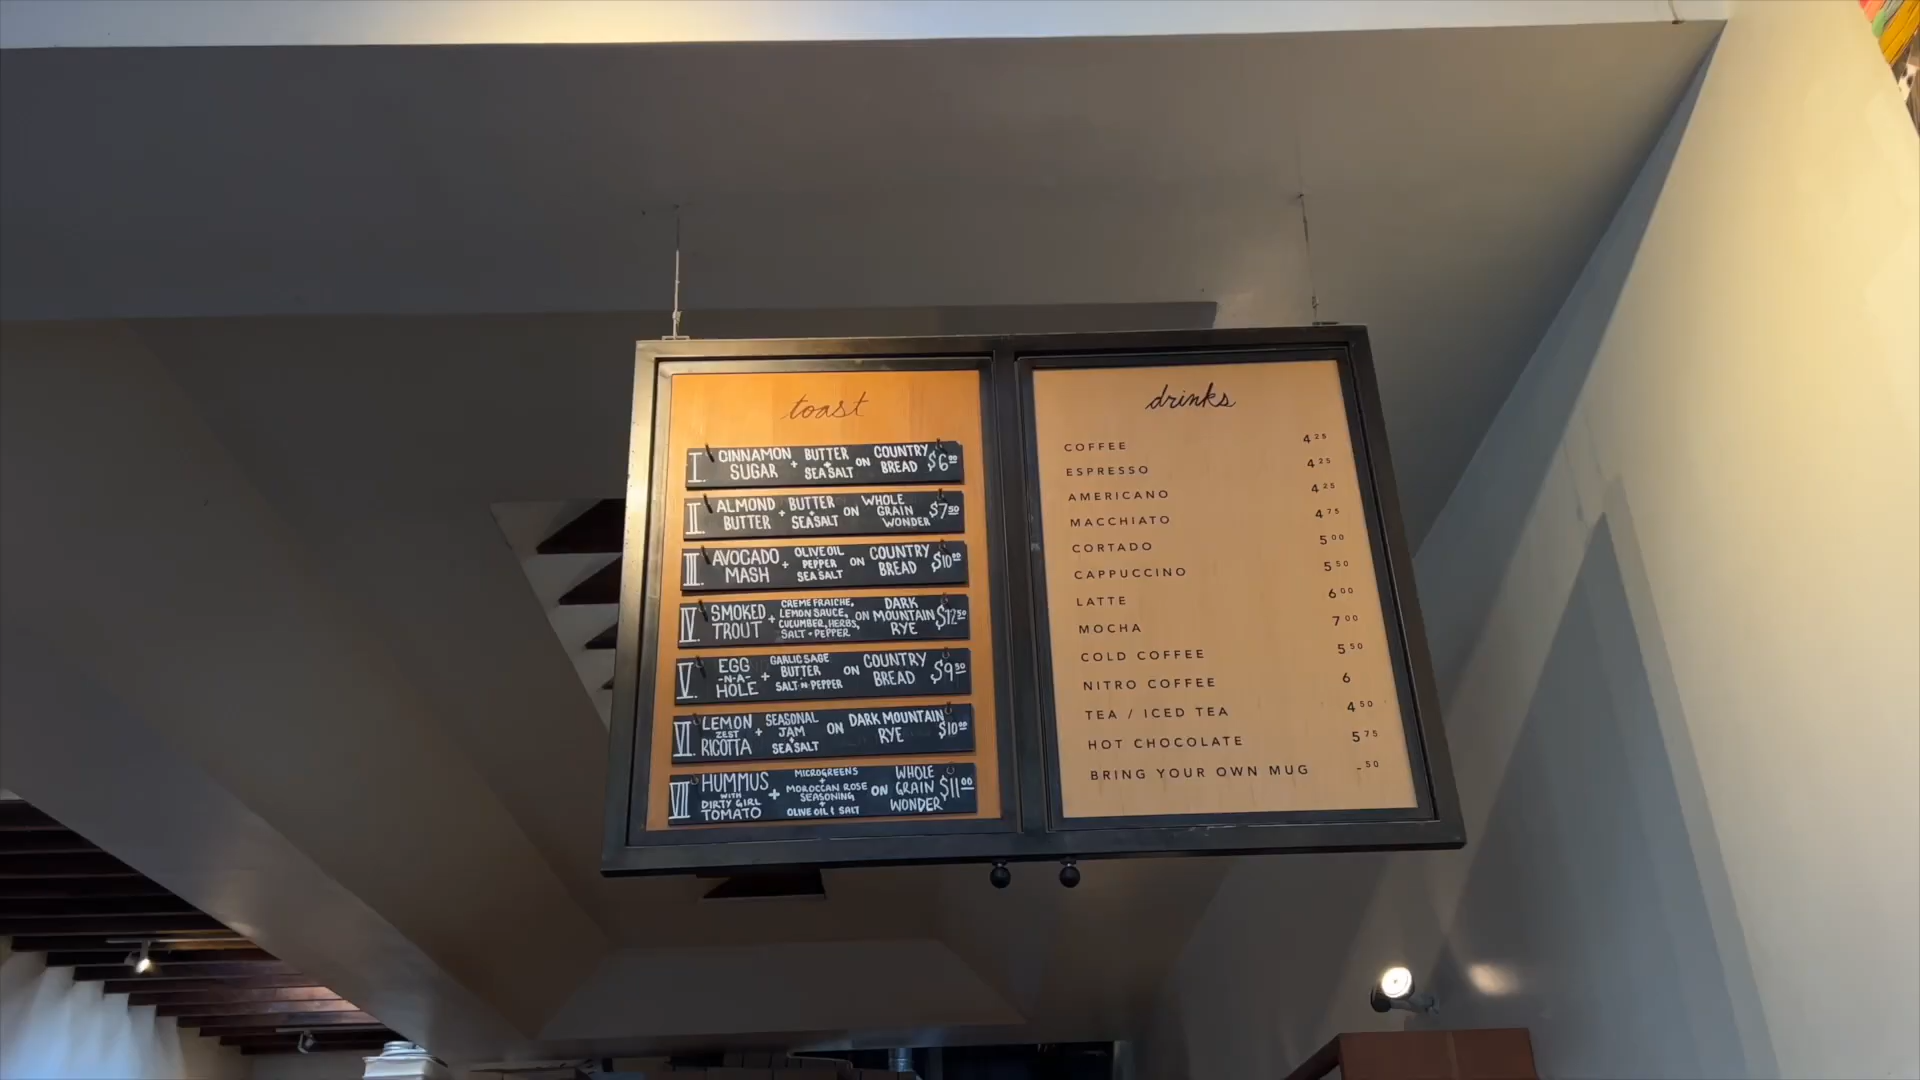 toast
I. CINNAMON SUGAR + BUTTER + SEA SALT ON COUNTRY BREAD $6.00
II. ALMOND BUTTER + BUTTER + SEA SALT ON WHOLE GRAIN WONDER $7.50
III. AVOCADO MASH + OLIVE OIL PEPPER SEA SALT ON COUNTRY BREAD $10.00
IV. SMOKED TROUT + CREME FRAICHE, LEMON SAUCE, CUCUMBER, HERBS, SALT + PEPPER ON DARK MOUNTAIN RYE $12.50
V. EGG -N-A- HOLE + GARLIC SAGE BUTTER SALT N PEPPER ON COUNTRY BREAD $9.50
VI. LEMON ZEST RICOTTA + SEASONAL JAM + SEA SALT ON DARK MOUNTAIN RYE $10.00
VII. HUMMUS WITH DIRTY GIRL TOMATO + MICROGREENS + MOROCCAN ROSE SEASONING + OLIVE OIL & SALT ON WHOLE GRAIN WONDER $11.00
drinks
COFFEE 4 25
ESPRESSO 4 25
AMERICANO 4 25
MACCHIATO 4 75
CORTADO 5 00
CAPPUCCINO 5 50
LATTE 6 00
MOCHA 7 00
COLD COFFEE 5 50
NITRO COFFEE 6
TEA / ICED TEA 4 50
HOT CHOCOLATE 5 75
BRING YOUR OWN MUG - 50